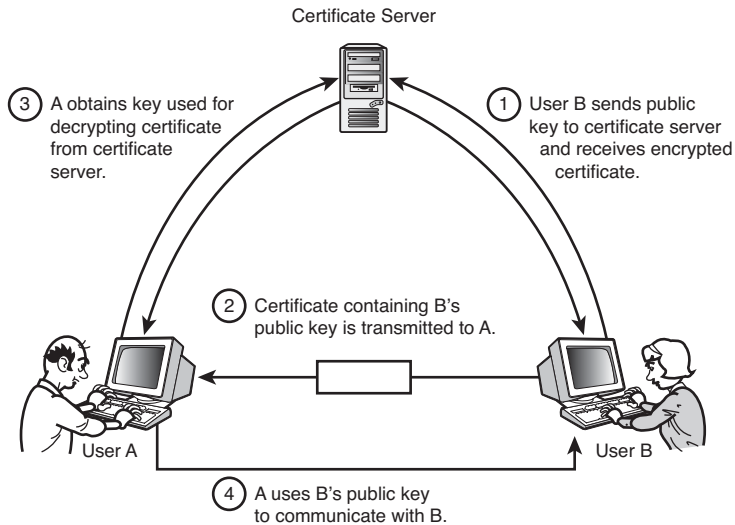 Certificate Server
3
A obtains key used for
decrypting certificate
from certificate
server.
1
User B sends public
key to certificate server
and receives encrypted
certificate.
2
Certificate containing B's
public key is transmitted to A.
User A
User B
4
A uses B's public key
to communicate with B.